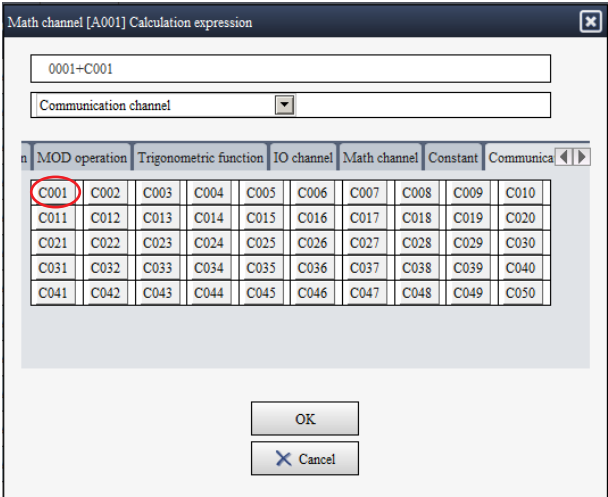 Math channel [A001] Calculation expression
0001+C001
Communication channel
n MOD operation Trigonometric function IO channel Math channel Constant Communica
C001 C002 C003 C004 C005 C006 C007 C008 C009 C010
C011 C012 C013 C014 C015 C016 C017 C018 C019 C020
C021 C022 C023 C024 C025 C026 C027 C028 C029 C030
C031 C032 C033 C034 C035 C036 C037 C038 C039 C040
C041 C042 C043 C044 C045 C046 C047 C048 C049 C050
OK
Cancel